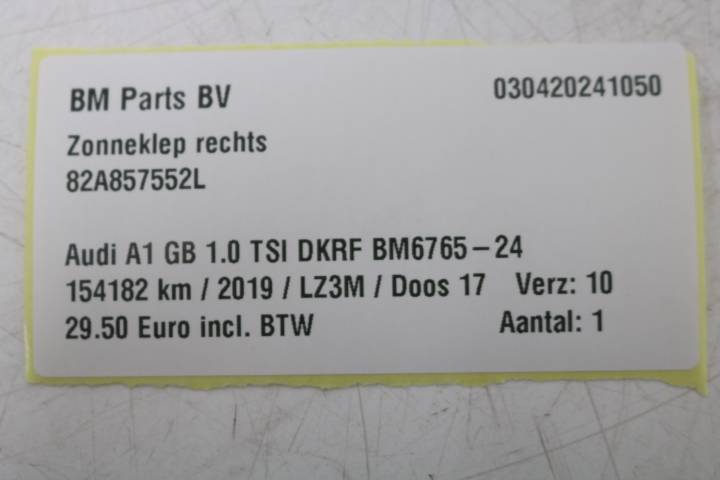 BM Parts BV 030420241050
Zonneklep rechts
82A857552L
Audi A1 GB 1.0 TSI DKRF BM6765-24
154182 km / 2019 / LZ3M / Doos 17 Verz: 10
29.50 Euro incl. BTW Aantal: 1